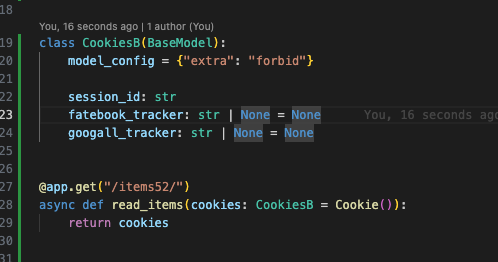 18
You, 16 seconds ago | 1 author (You)
19 class CookiesB(BaseModel):
20     model_config = {"extra": "forbid"}
21
22     session_id: str
23     fatebook_tracker: str | None = None     You, 16 seconds ago
24     googall_tracker: str | None = None
25
26
27 @app.get("/items52/")
28 async def read_items(cookies: CookiesB = Cookie()):
29     return cookies
30
31